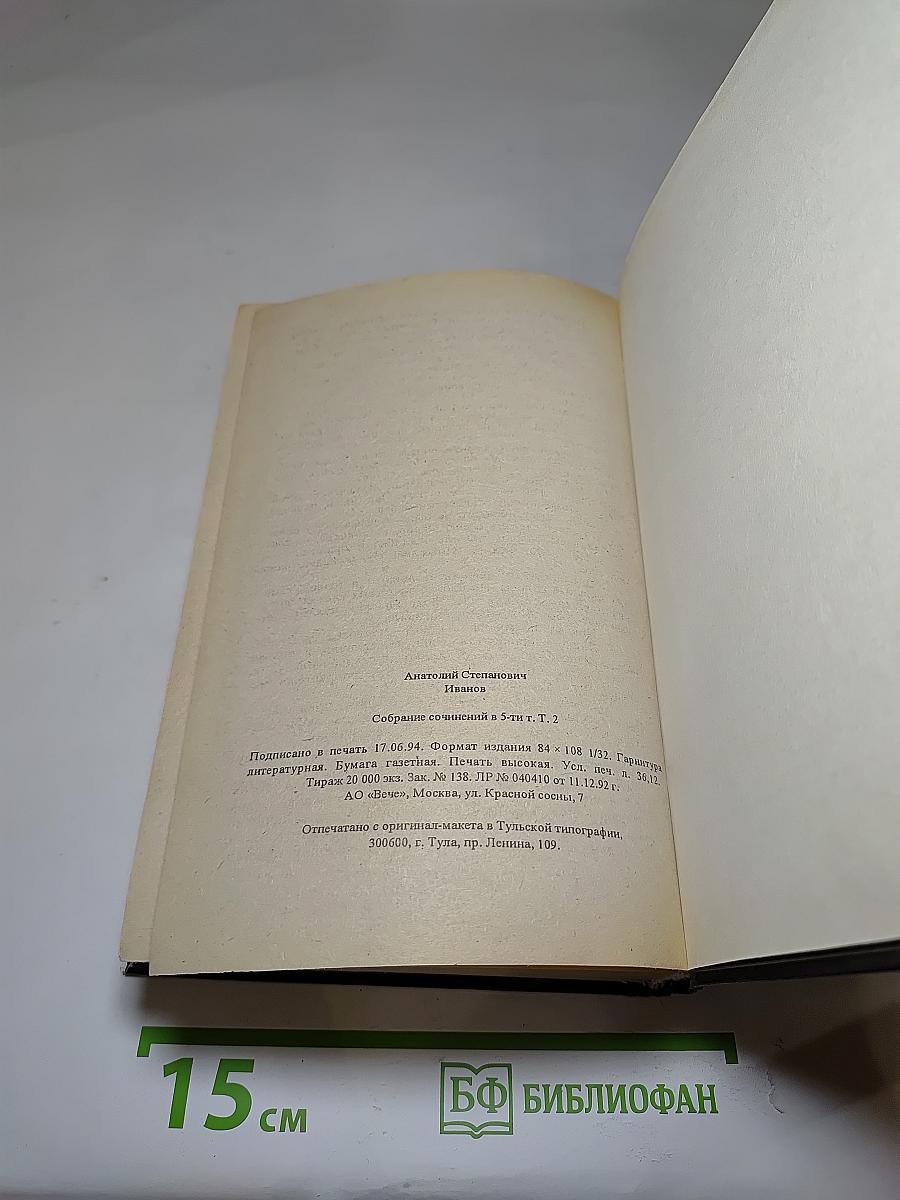 Анатолий Степанович
Иванов
Собрание сочинений в 5-ти т. Т. 2
Подписано в печать 17.06.94. Формат издания 84 × 108 1/32. Гарнитура
литературная. Бумага газетная. Печать высокая. Усл. печ. л. 36,12.
Тираж 20 000 экз. Зак. № 138. ЛР № 040410 от 11.12.92 г.
АО «Вече», Москва, ул. Красной сосны, 7
Отпечатано с оригинал-макета в Тульской типографии,
300600, г. Тула, пр. Ленина, 109.
15 см
БФ БИБЛИОФАН